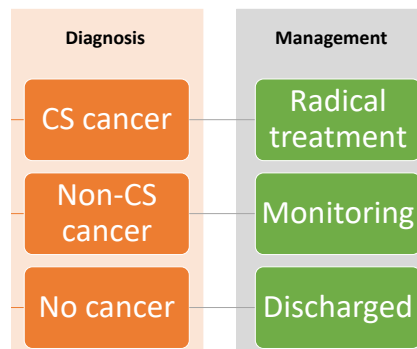 Diagnosis
Management
CS cancer
Radical
treatment
Non-CS
cancer
Monitoring
No cancer
Discharged